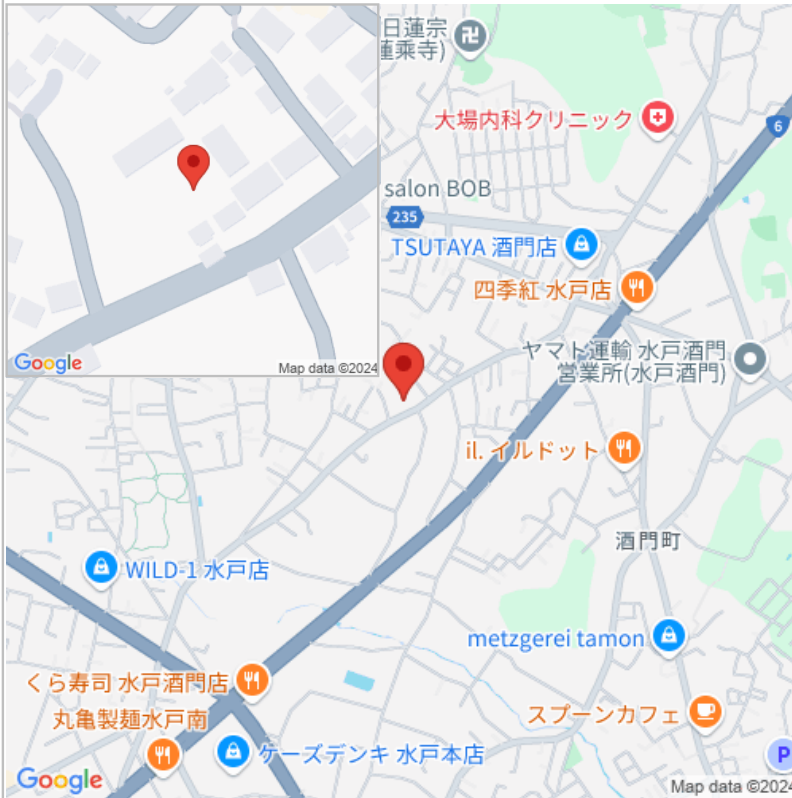 日蓮宗
蓮乗寺)
大場内科クリニック
6
salon BOB
235
TSUTAYA 酒門店
四季紅 水戸店
ヤマト運輸 水戸酒門
営業所(水戸酒門)
Google
Map data ©2024
il. イルドット
酒門町
WILD-1 水戸店
metzgerei tamon
くら寿司 水戸酒門店
スプーンカフェ
丸亀製麺水戸南
ケーズデンキ 水戸本店
P
Google
Map data ©2024